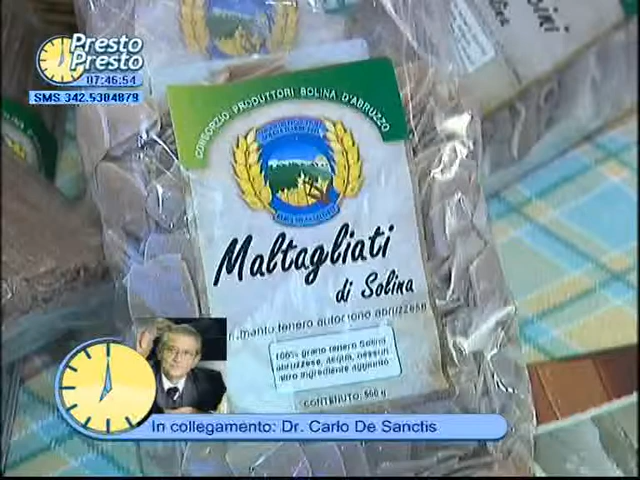 Presto
Presto
07:46:54
SMS 342.5304879
CONSORZIO PRODUTTORI SOLINA D'ABRUZZO
Maltagliati
di Solina
frumento tenero autoctono abruzzese
100% grano tenero Solina
abruzzese, acqua, nessun
altro ingrediente aggiunto
CONTENUTO: 500 g
In collegamento: Dr. Carlo De Sanctis